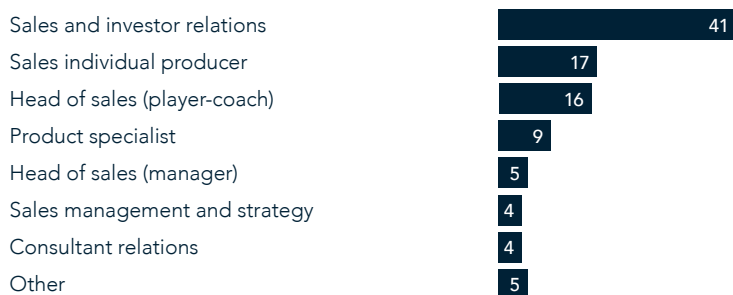 Sales and investor relations 41
Sales individual producer 17
Head of sales (player-coach) 16
Product specialist 9
Head of sales (manager) 5
Sales management and strategy 4
Consultant relations 4
Other 5